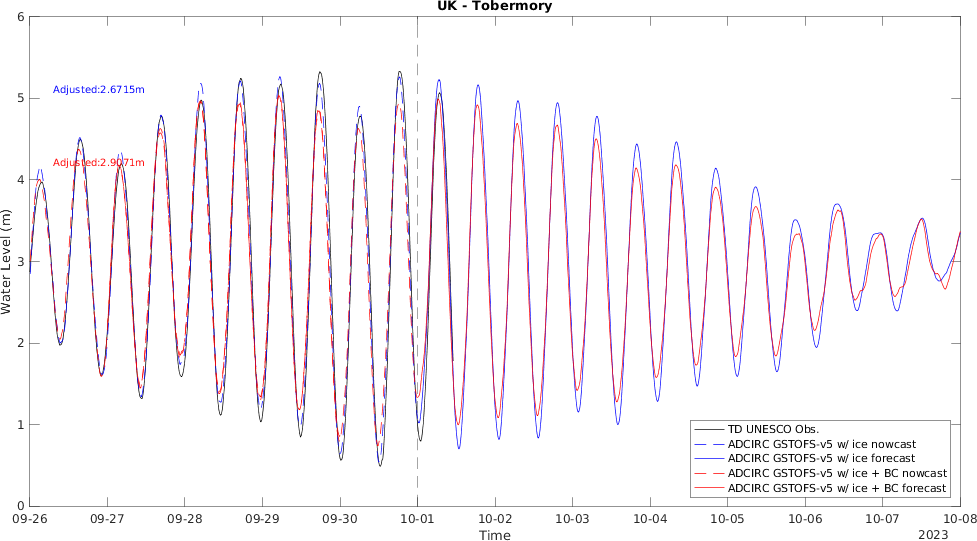 UK - Tobermory
6
5
4
3
2
1
0
Water Level (m)
Adjusted:2.6715m
Adjusted:2.9071m
TD UNESCO Obs.
ADCIRC GSTOFS-v5 w/ ice nowcast
ADCIRC GSTOFS-v5 w/ ice forecast
ADCIRC GSTOFS-v5 w/ ice + BC nowcast
ADCIRC GSTOFS-v5 w/ ice + BC forecast
09-26 09-27 09-28 09-29 09-30 10-01 10-02 10-03 10-04 10-05 10-06 10-07 10-08
Time
2023